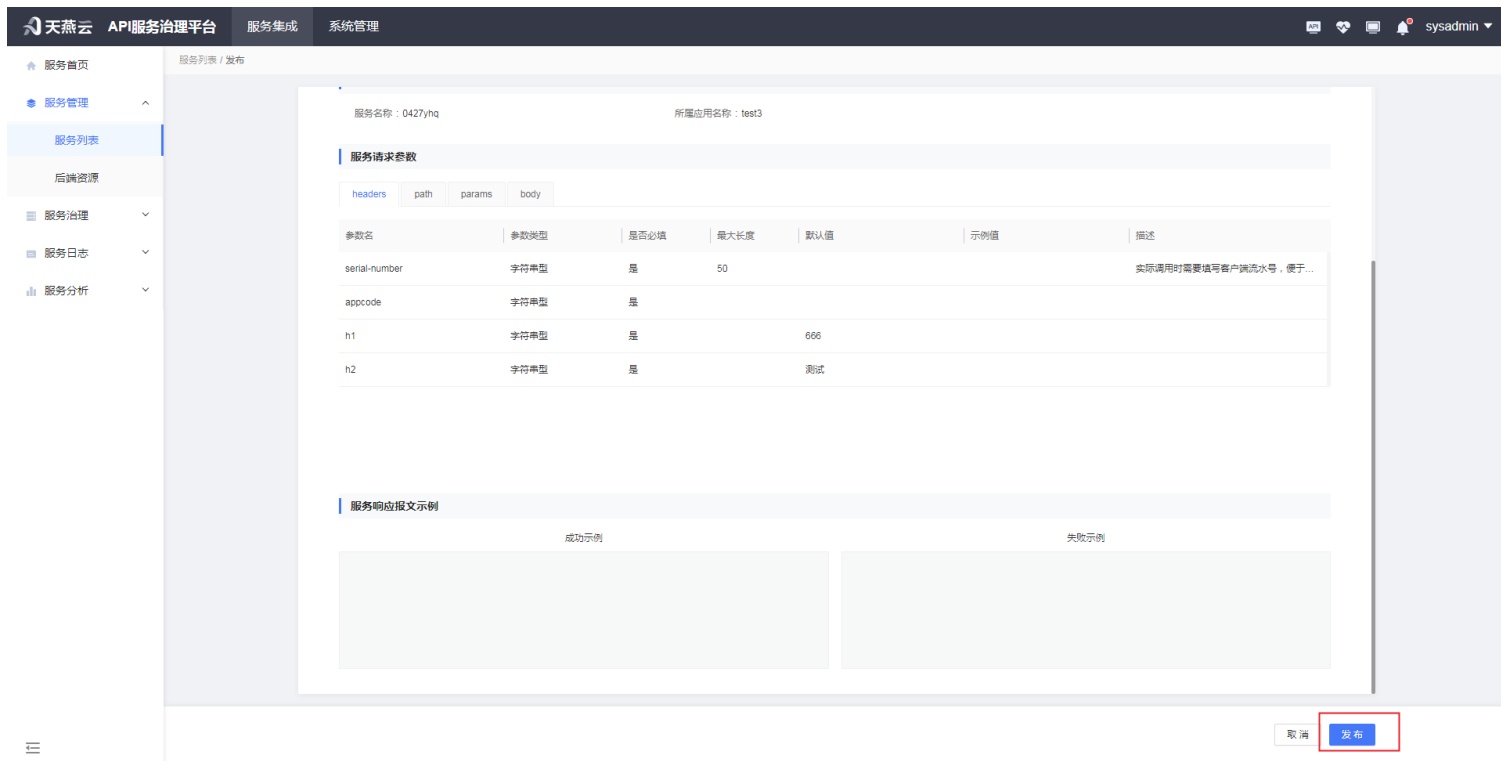 天燕云 API服务治理平台 服务集成 系统管理 API sysadmin
服务首页
服务列表 / 发布
服务管理
服务列表
后端资源
服务治理
服务日志
服务分析
服务名称：0427yhq 所属应用名称：test3
服务请求参数
headers path params body
参数名 参数类型 是否必填 最大长度 默认值 示例值 描述
serial-number 字符串型 是 50 实际调用时需要填写客户端流水号，便于...
appcode 字符串型 是
h1 字符串型 是 666
h2 字符串型 是 测试
服务响应报文示例
成功示例 失败示例
取消 发布